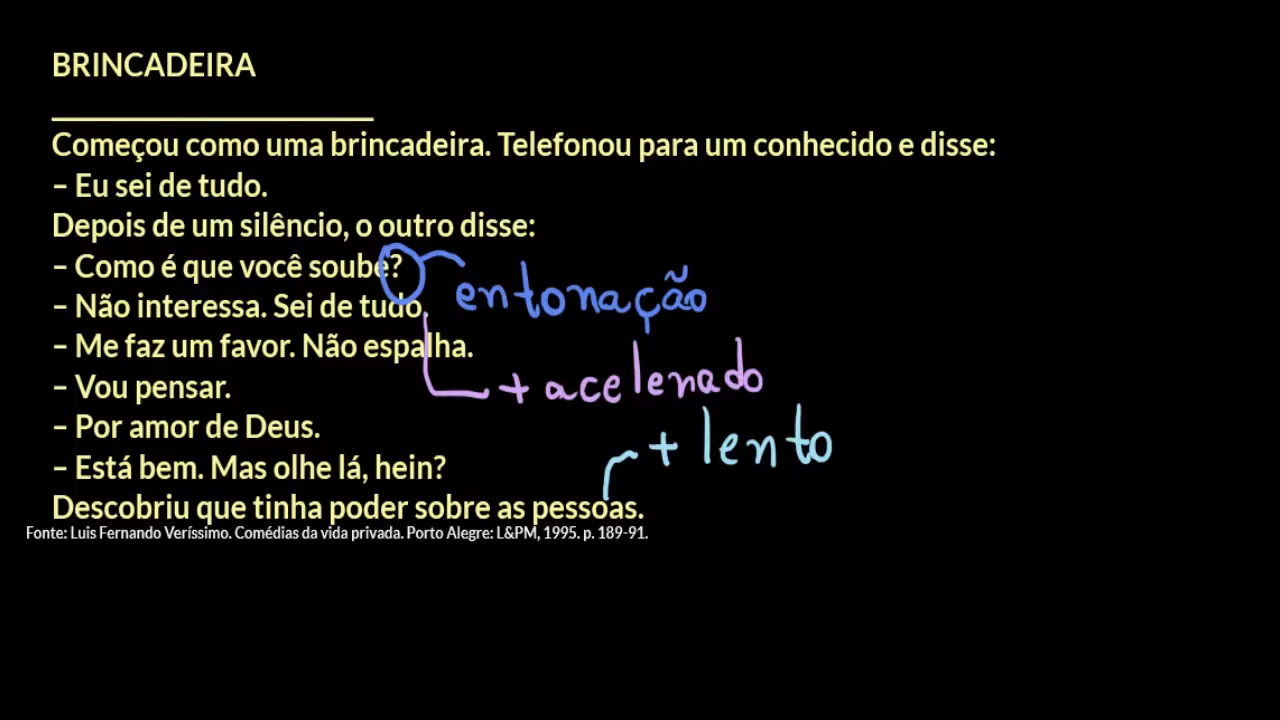 BRINCADEIRA
Começou como uma brincadeira. Telefonou para um conhecido e disse:
– Eu sei de tudo.
Depois de um silêncio, o outro disse:
– Como é que você soube?
entonação
– Não interessa. Sei de tudo.
– Me faz um favor. Não espalha.
+ acelerado
– Vou pensar.
– Por amor de Deus.
+ lento
– Está bem. Mas olhe lá, hein?
Descobriu que tinha poder sobre as pessoas.
Fonte: Luis Fernando Veríssimo. Comédias da vida privada. Porto Alegre: L&PM, 1995. p. 189-91.